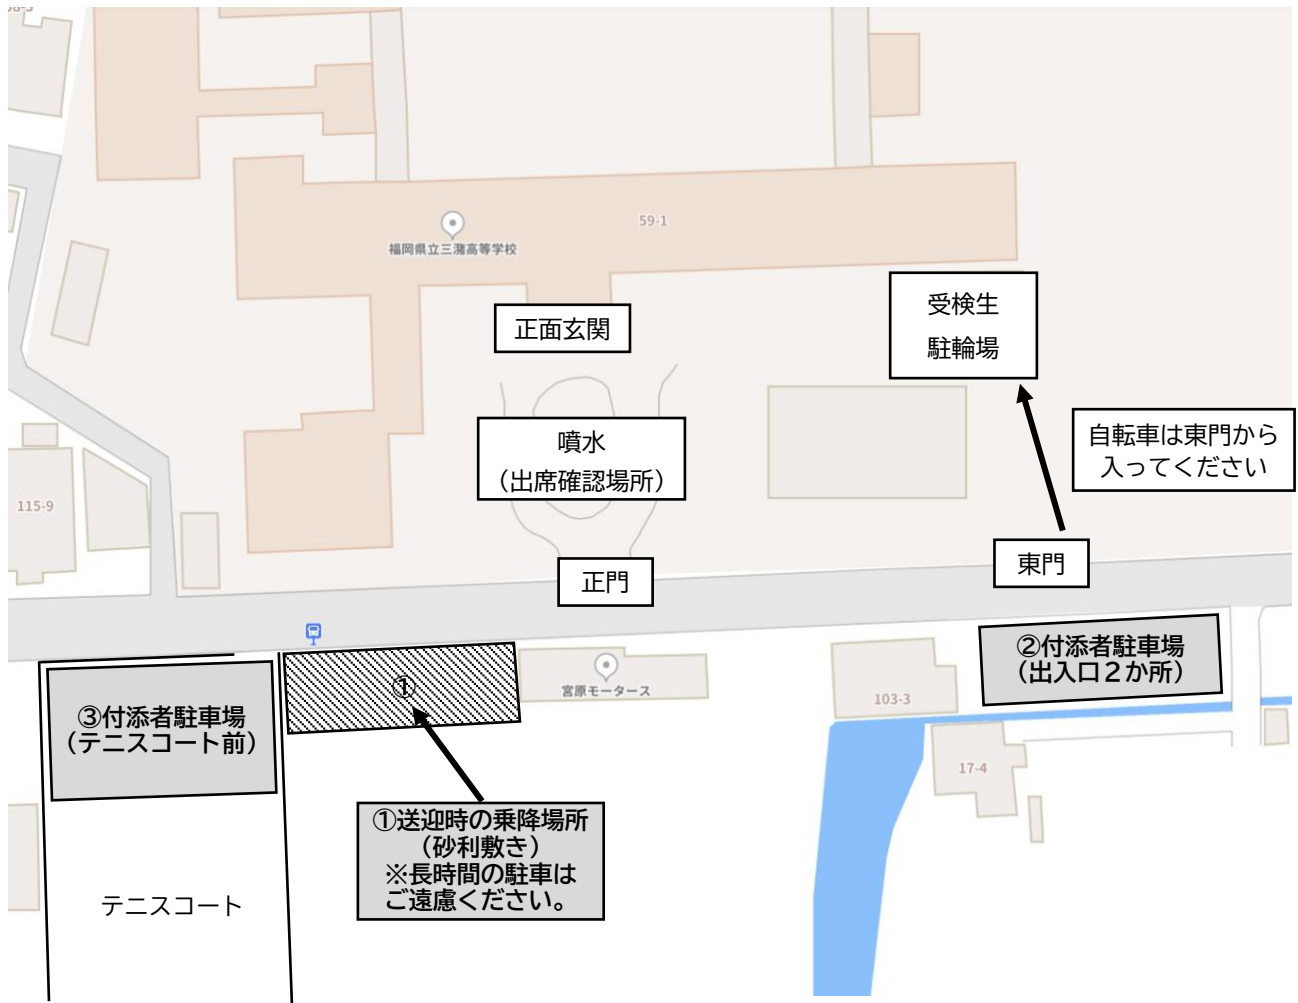 59-1
福岡県立三潴高等学校
受検生
駐輪場
正面玄関
噴水
（出席確認場所）
自転車は東門から
入ってください
115-9
正門
東門
②付添者駐車場
（出入口２か所）
①
宮原モータース
103-3
③付添者駐車場
（テニスコート前）
17-4
①送迎時の乗降場所
（砂利敷き）
※長時間の駐車は
ご遠慮ください。
テニスコート